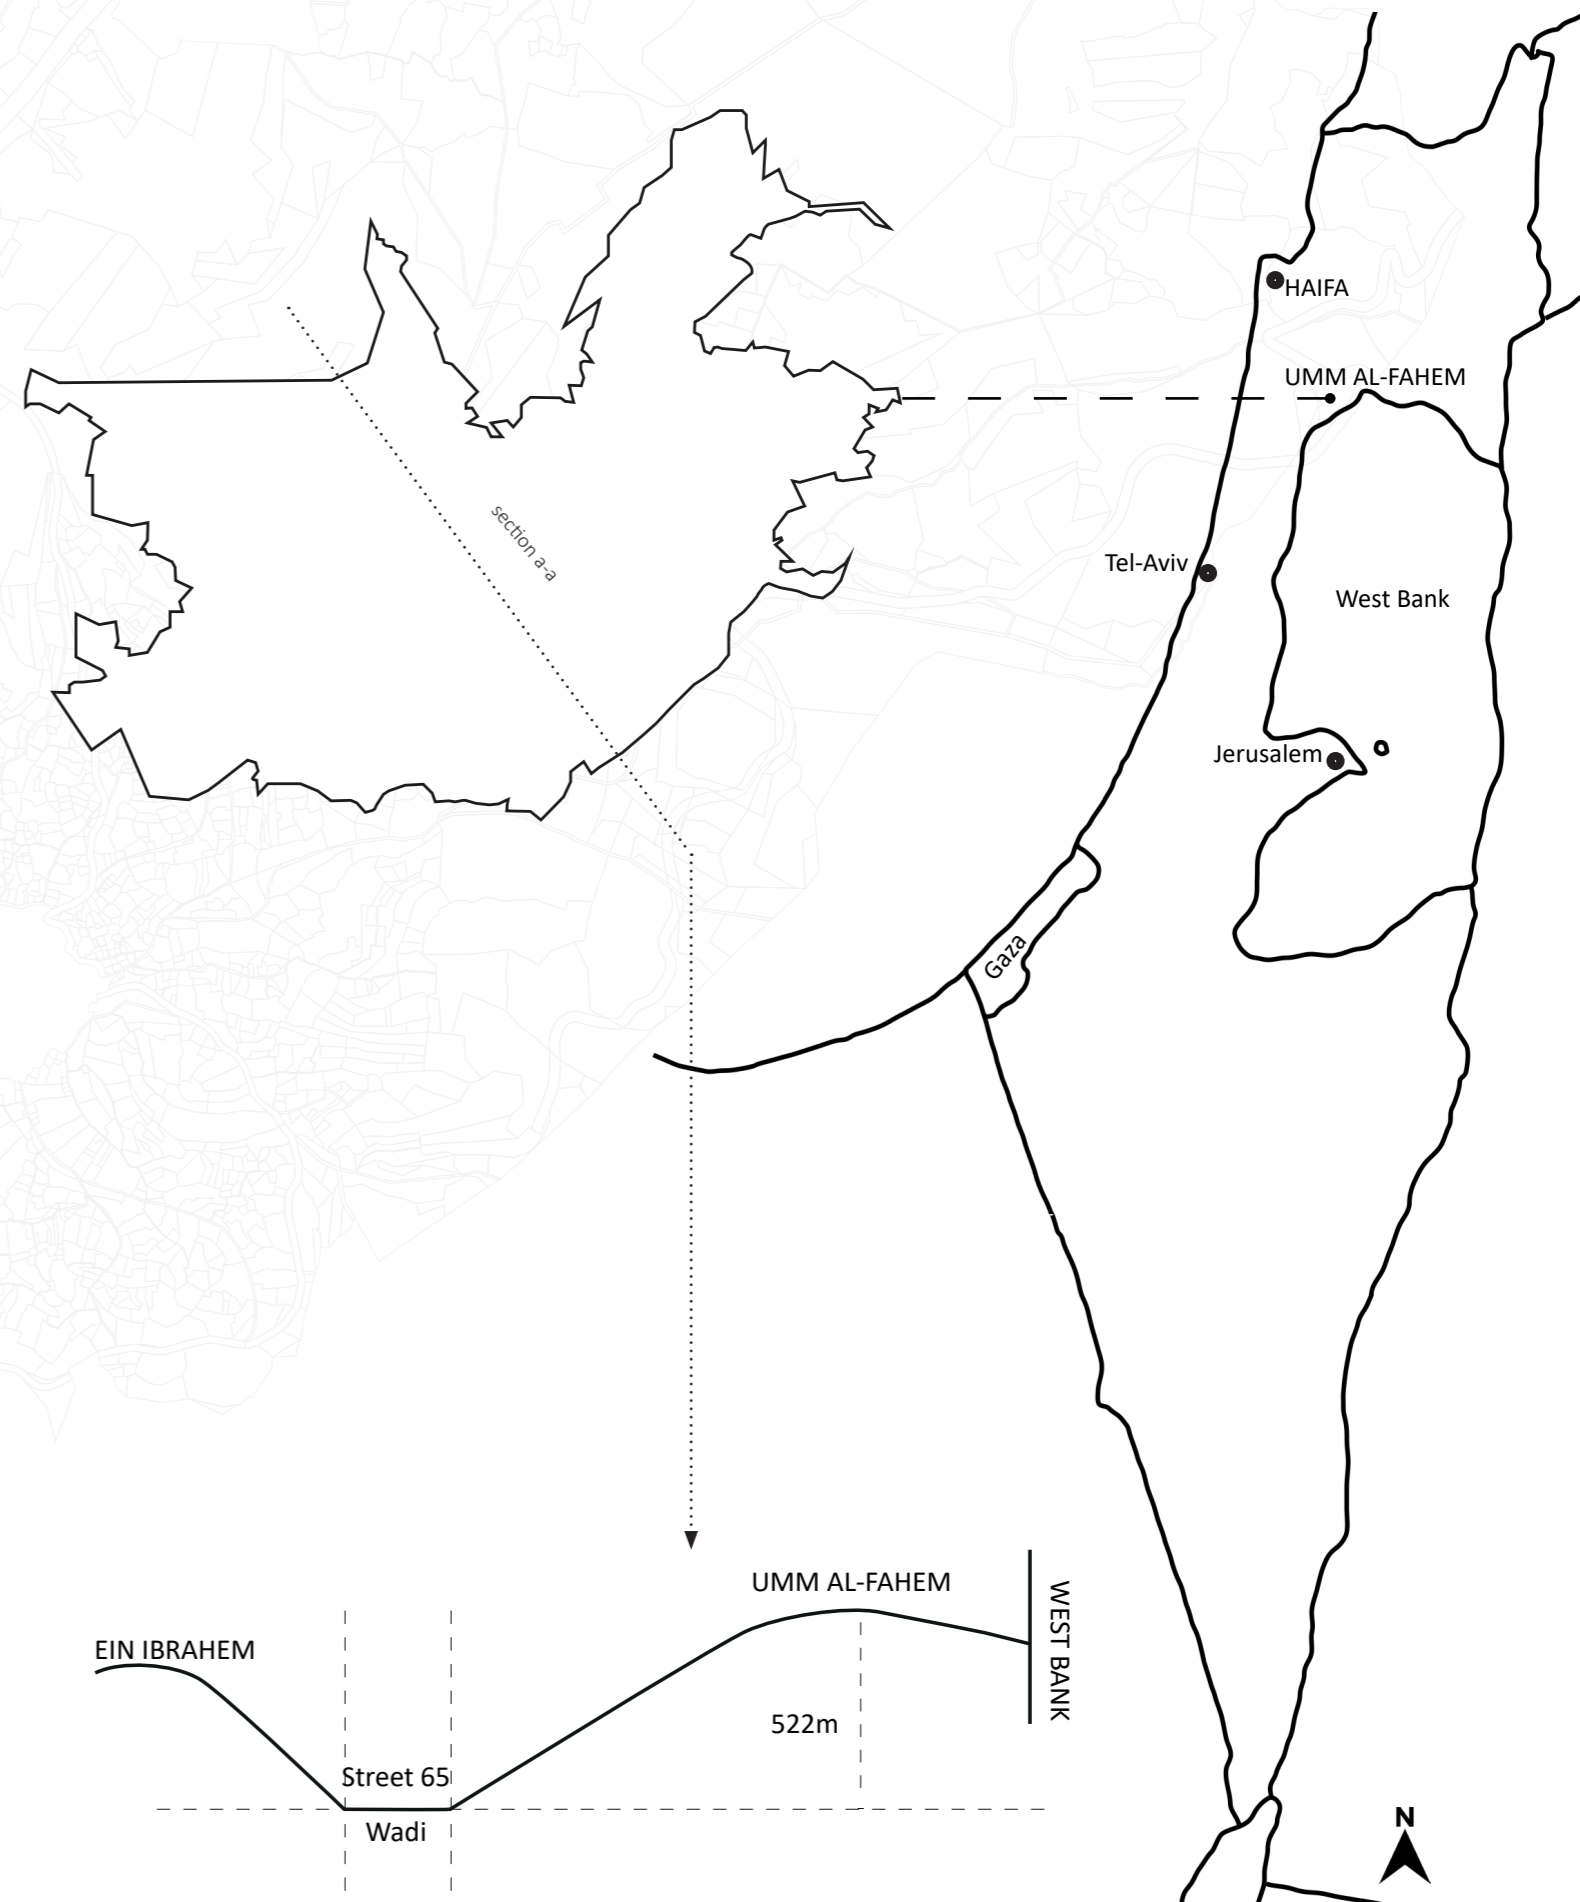 HAIFA
UMM AL-FAHEM
section a-a
Tel-Aviv
West Bank
Jerusalem
Gaza
UMM AL-FAHEM
WEST BANK
EIN IBRAHEM
522m
Street 65
Wadi
N